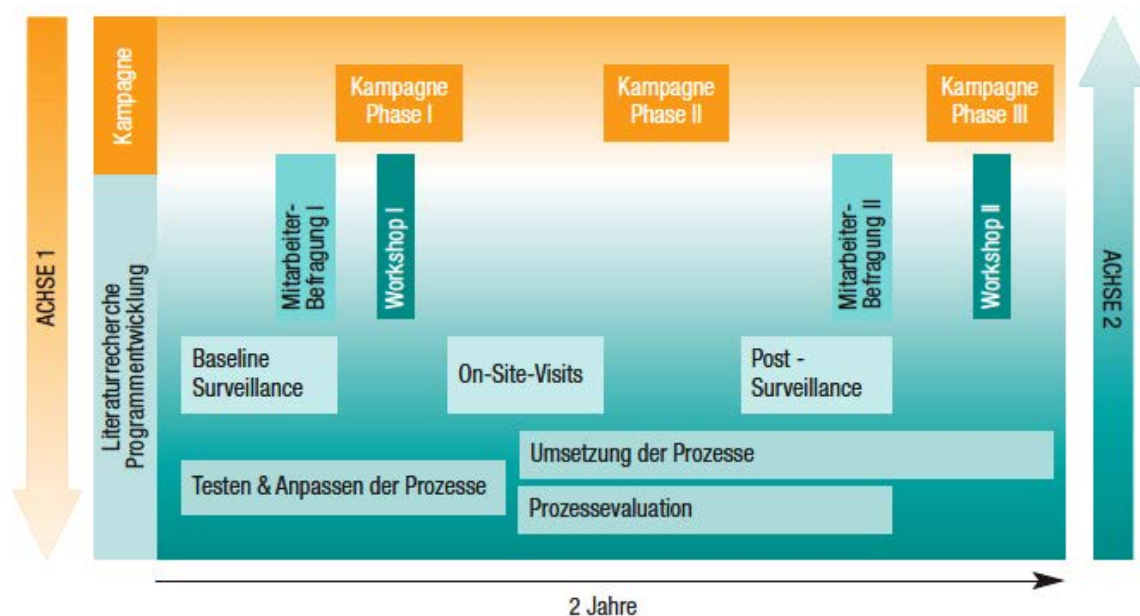 ACHSE 1
Kampagne
Literaturrecherche
Programmentwicklung
Kampagne
Phase I
Kampagne
Phase II
Kampagne
Phase III
Mitarbeiter-
Befragung I
Workshop I
Mitarbeiter-
Befragung II
Workshop II
Baseline
Surveillance
On-Site-Visits
Post -
Surveillance
Umsetzung der Prozesse
Testen & Anpassen der Prozesse
Prozessevaluation
ACHSE 2
2 Jahre